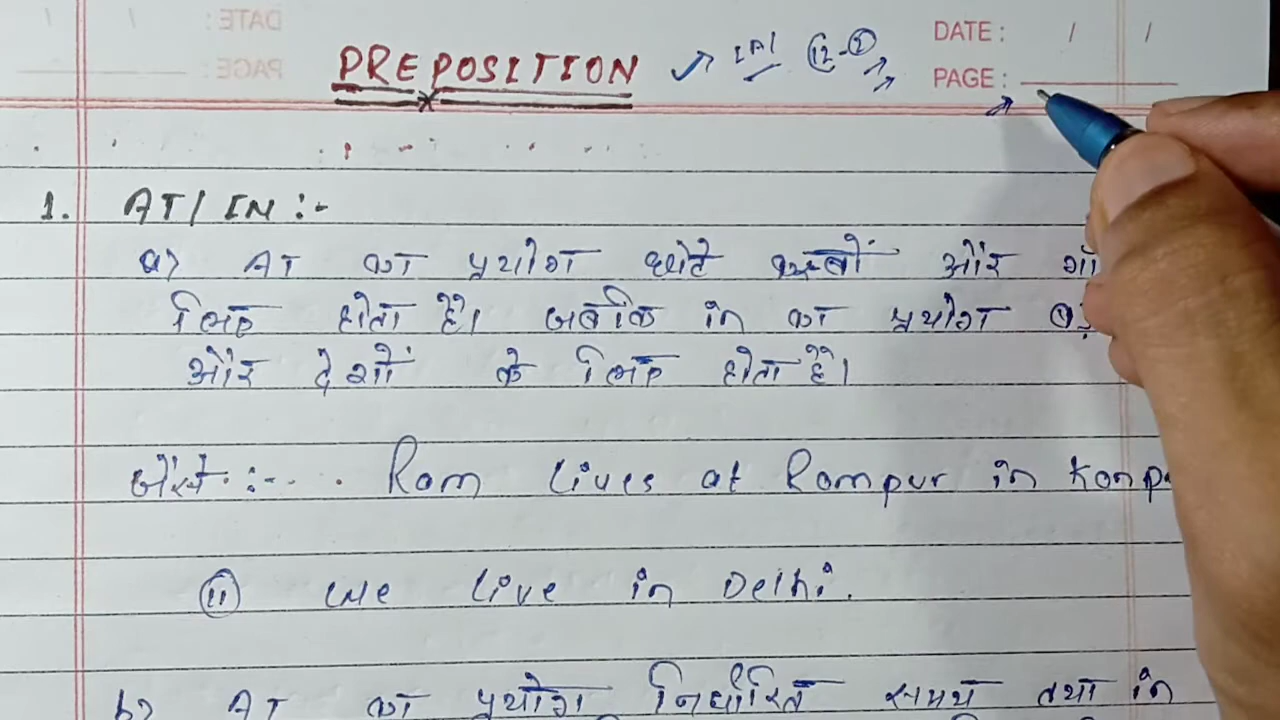 DATE : / /
PREPOSITION
PAGE :
1. AT/IN :-
a) AT का प्रयोग छोटे कस्बों और गाँ
लिए होता है। जबकि in का प्रयोग
और देशों के लिए होता है।
जैसे :- Ram lives at Rampur in Kanp
(ii) We live in Delhi.
b) AT का प्रयोग निर्धारित समय तथा in